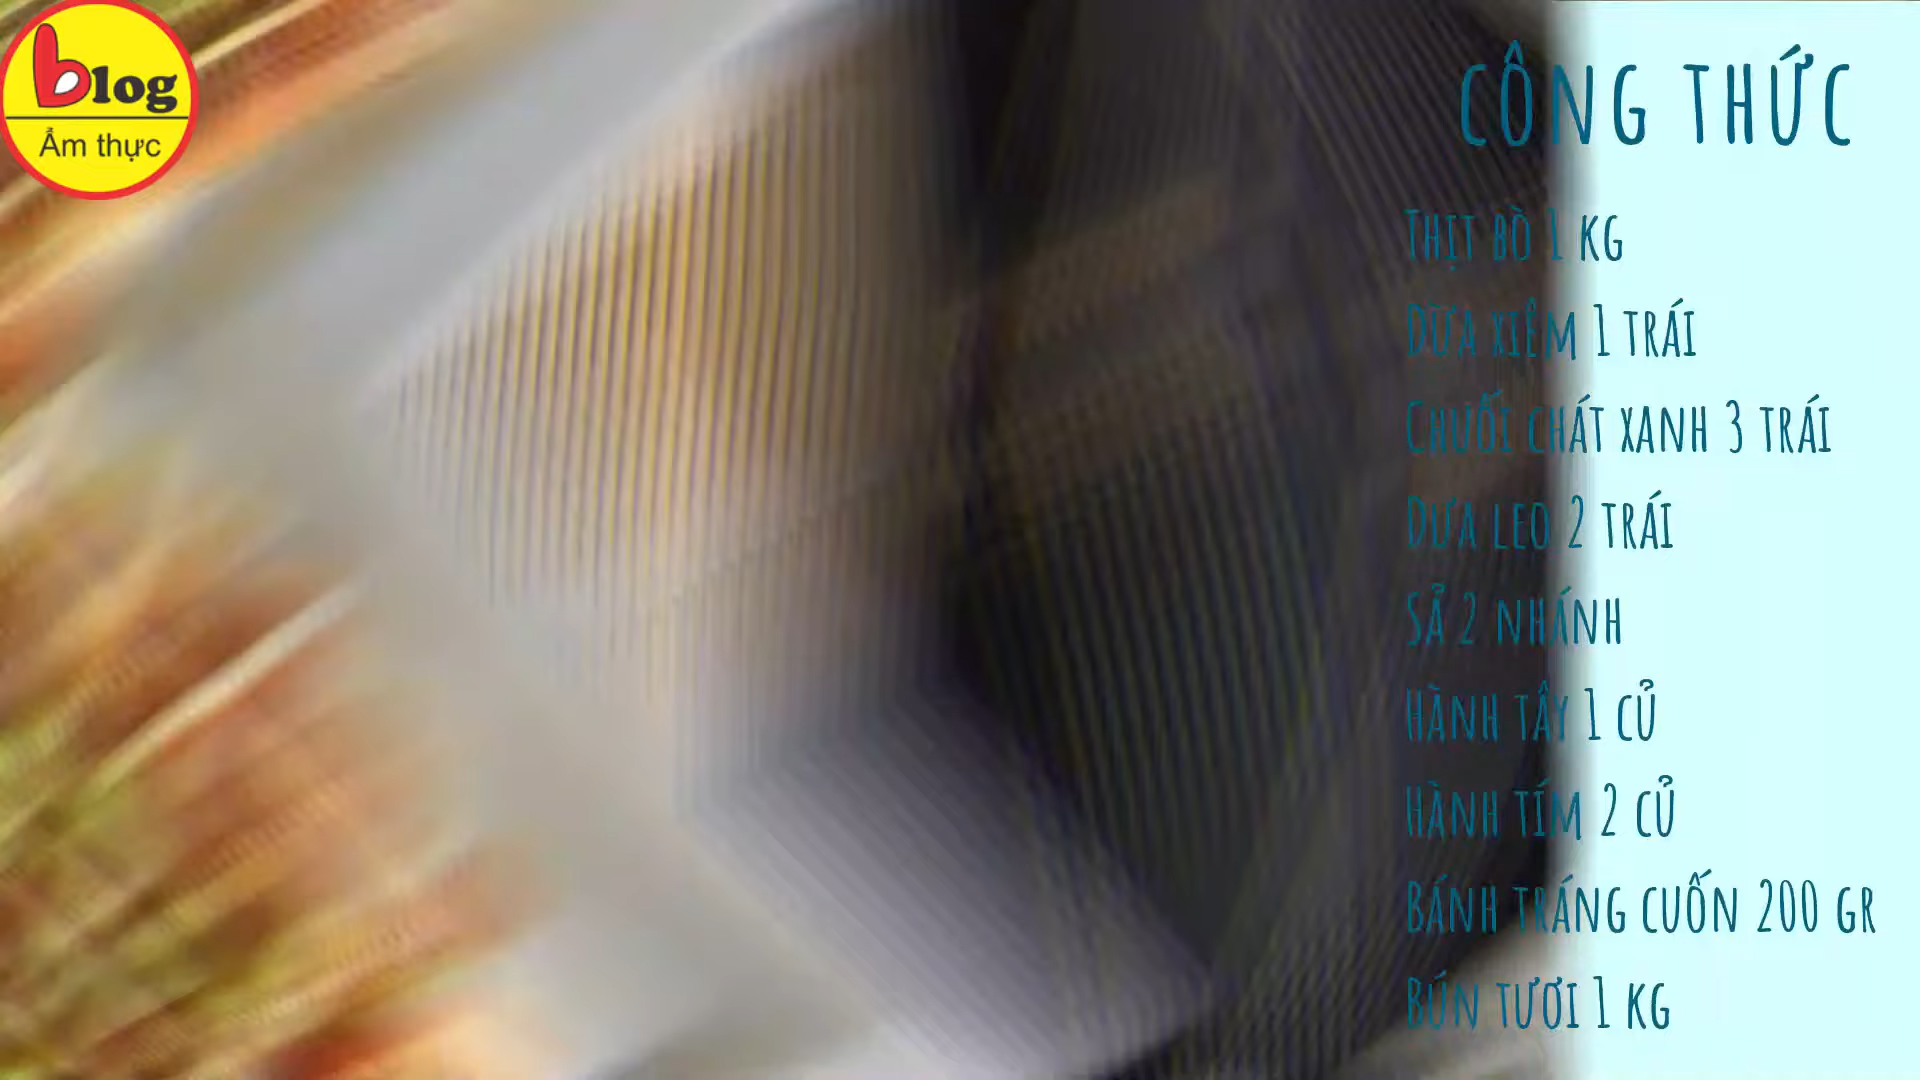 blog
Ẩm thực
CÔNG THỨC
THỊT BÒ 1 KG
DỪA XIÊM 1 TRÁI
CHUỐI CHÁT XANH 3 TRÁI
DƯA LEO 2 TRÁI
SẢ 2 NHÁNH
HÀNH TÂY 1 CỦ
HÀNH TÍM 2 CỦ
BÁNH TRÁNG CUỐN 200 GR
BÚN TƯƠI 1 KG